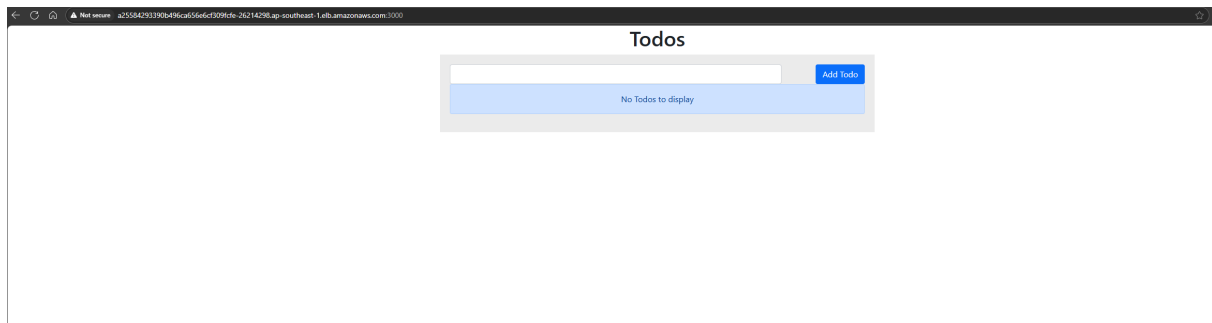 Not secure a25584293390b496ca656e6cf309fcfe-26214298.ap-southeast-1.elb.amazonaws.com:3000
Todos
Add Todo
No Todos to display